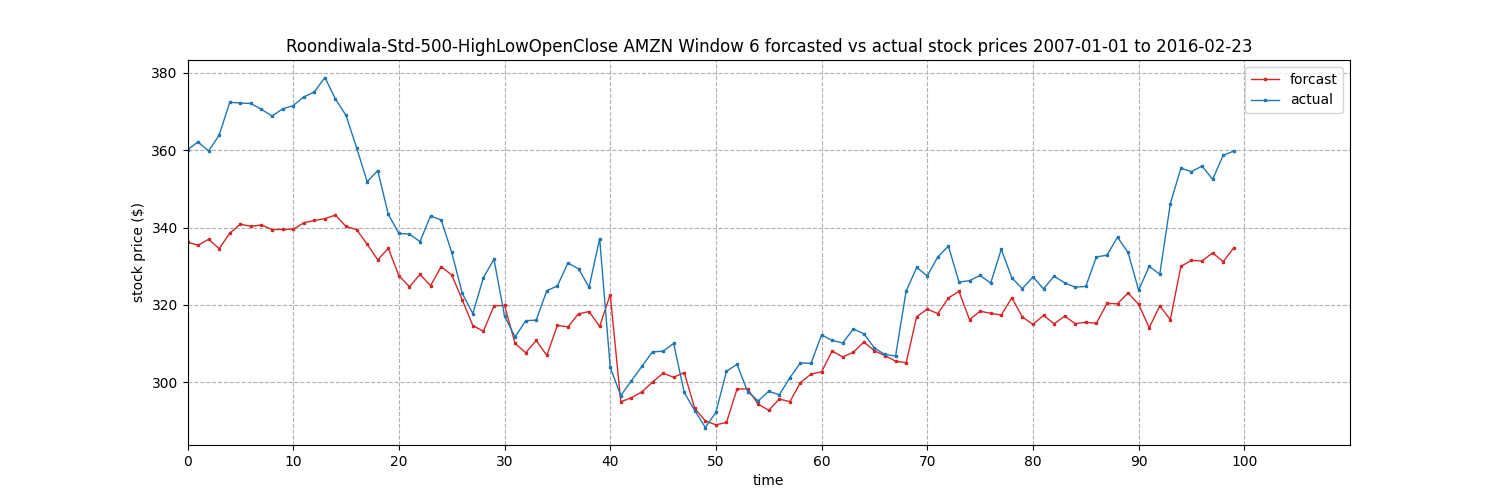 Roondiwala-Std-500-HighLowOpenClose AMZN Window 6 forcasted vs actual stock prices 2007-01-01 to 2016-02-23
forcast
actual
380
360
340
320
300
stock price ($)
0 10 20 30 40 50 60 70 80 90 100
time